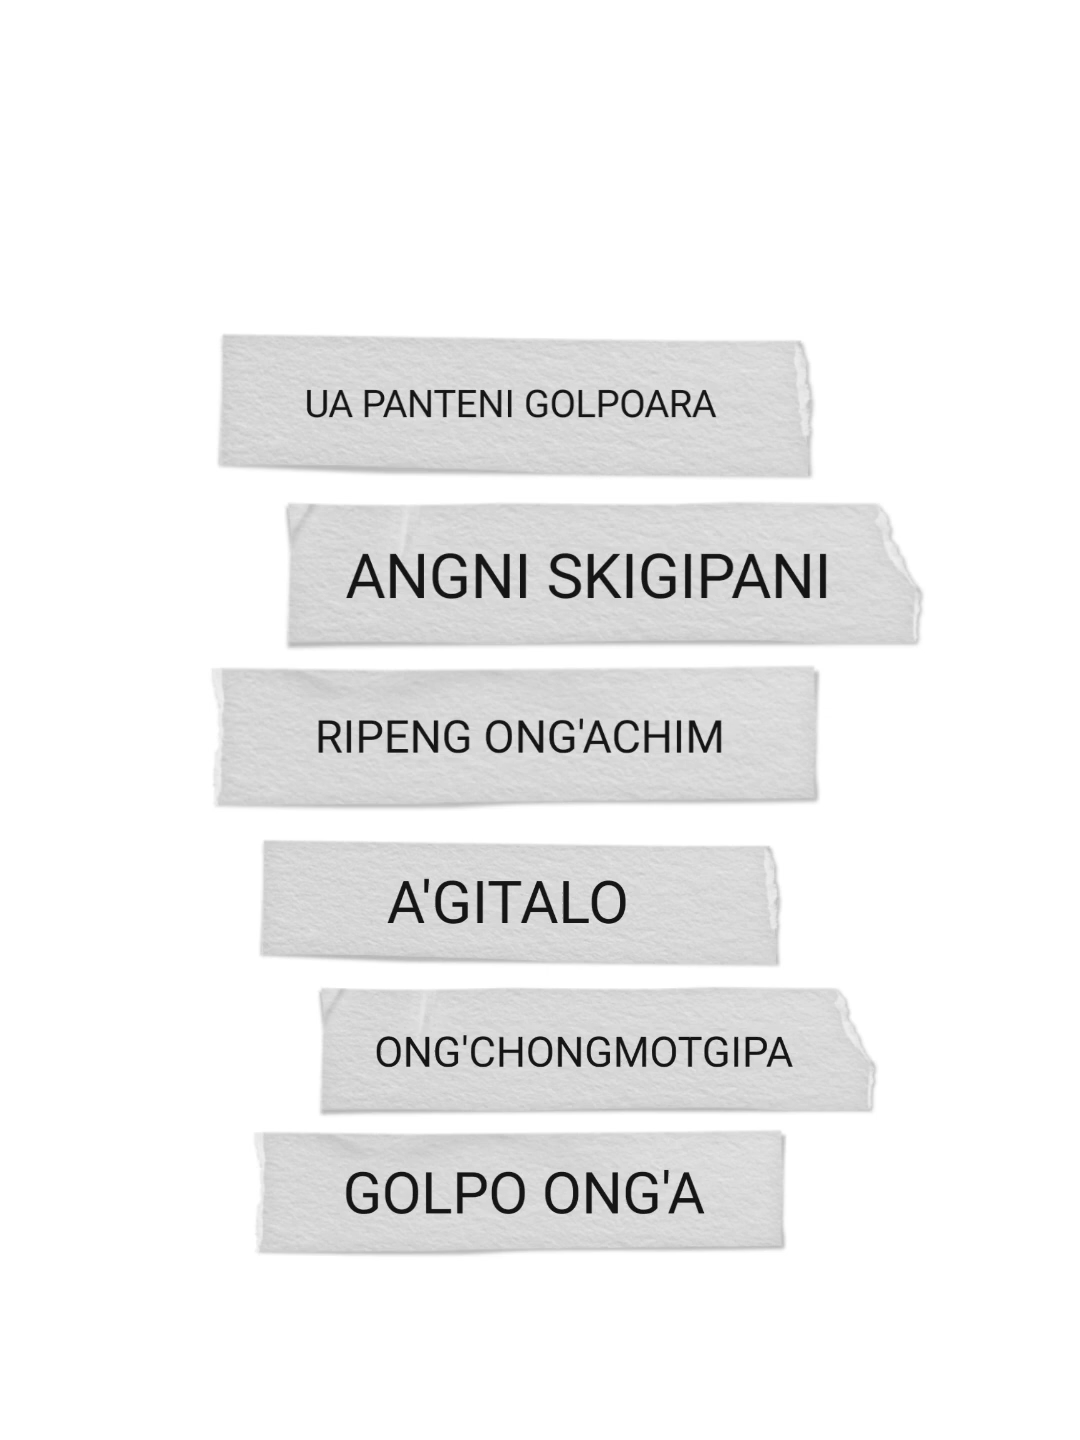 UA PANTENI GOLPOARA
ANGNI SKIGIPANI
RIPENG ONG'ACHIM
A'GITALO
ONG'CHONGMOTGIPA
GOLPO ONG'A